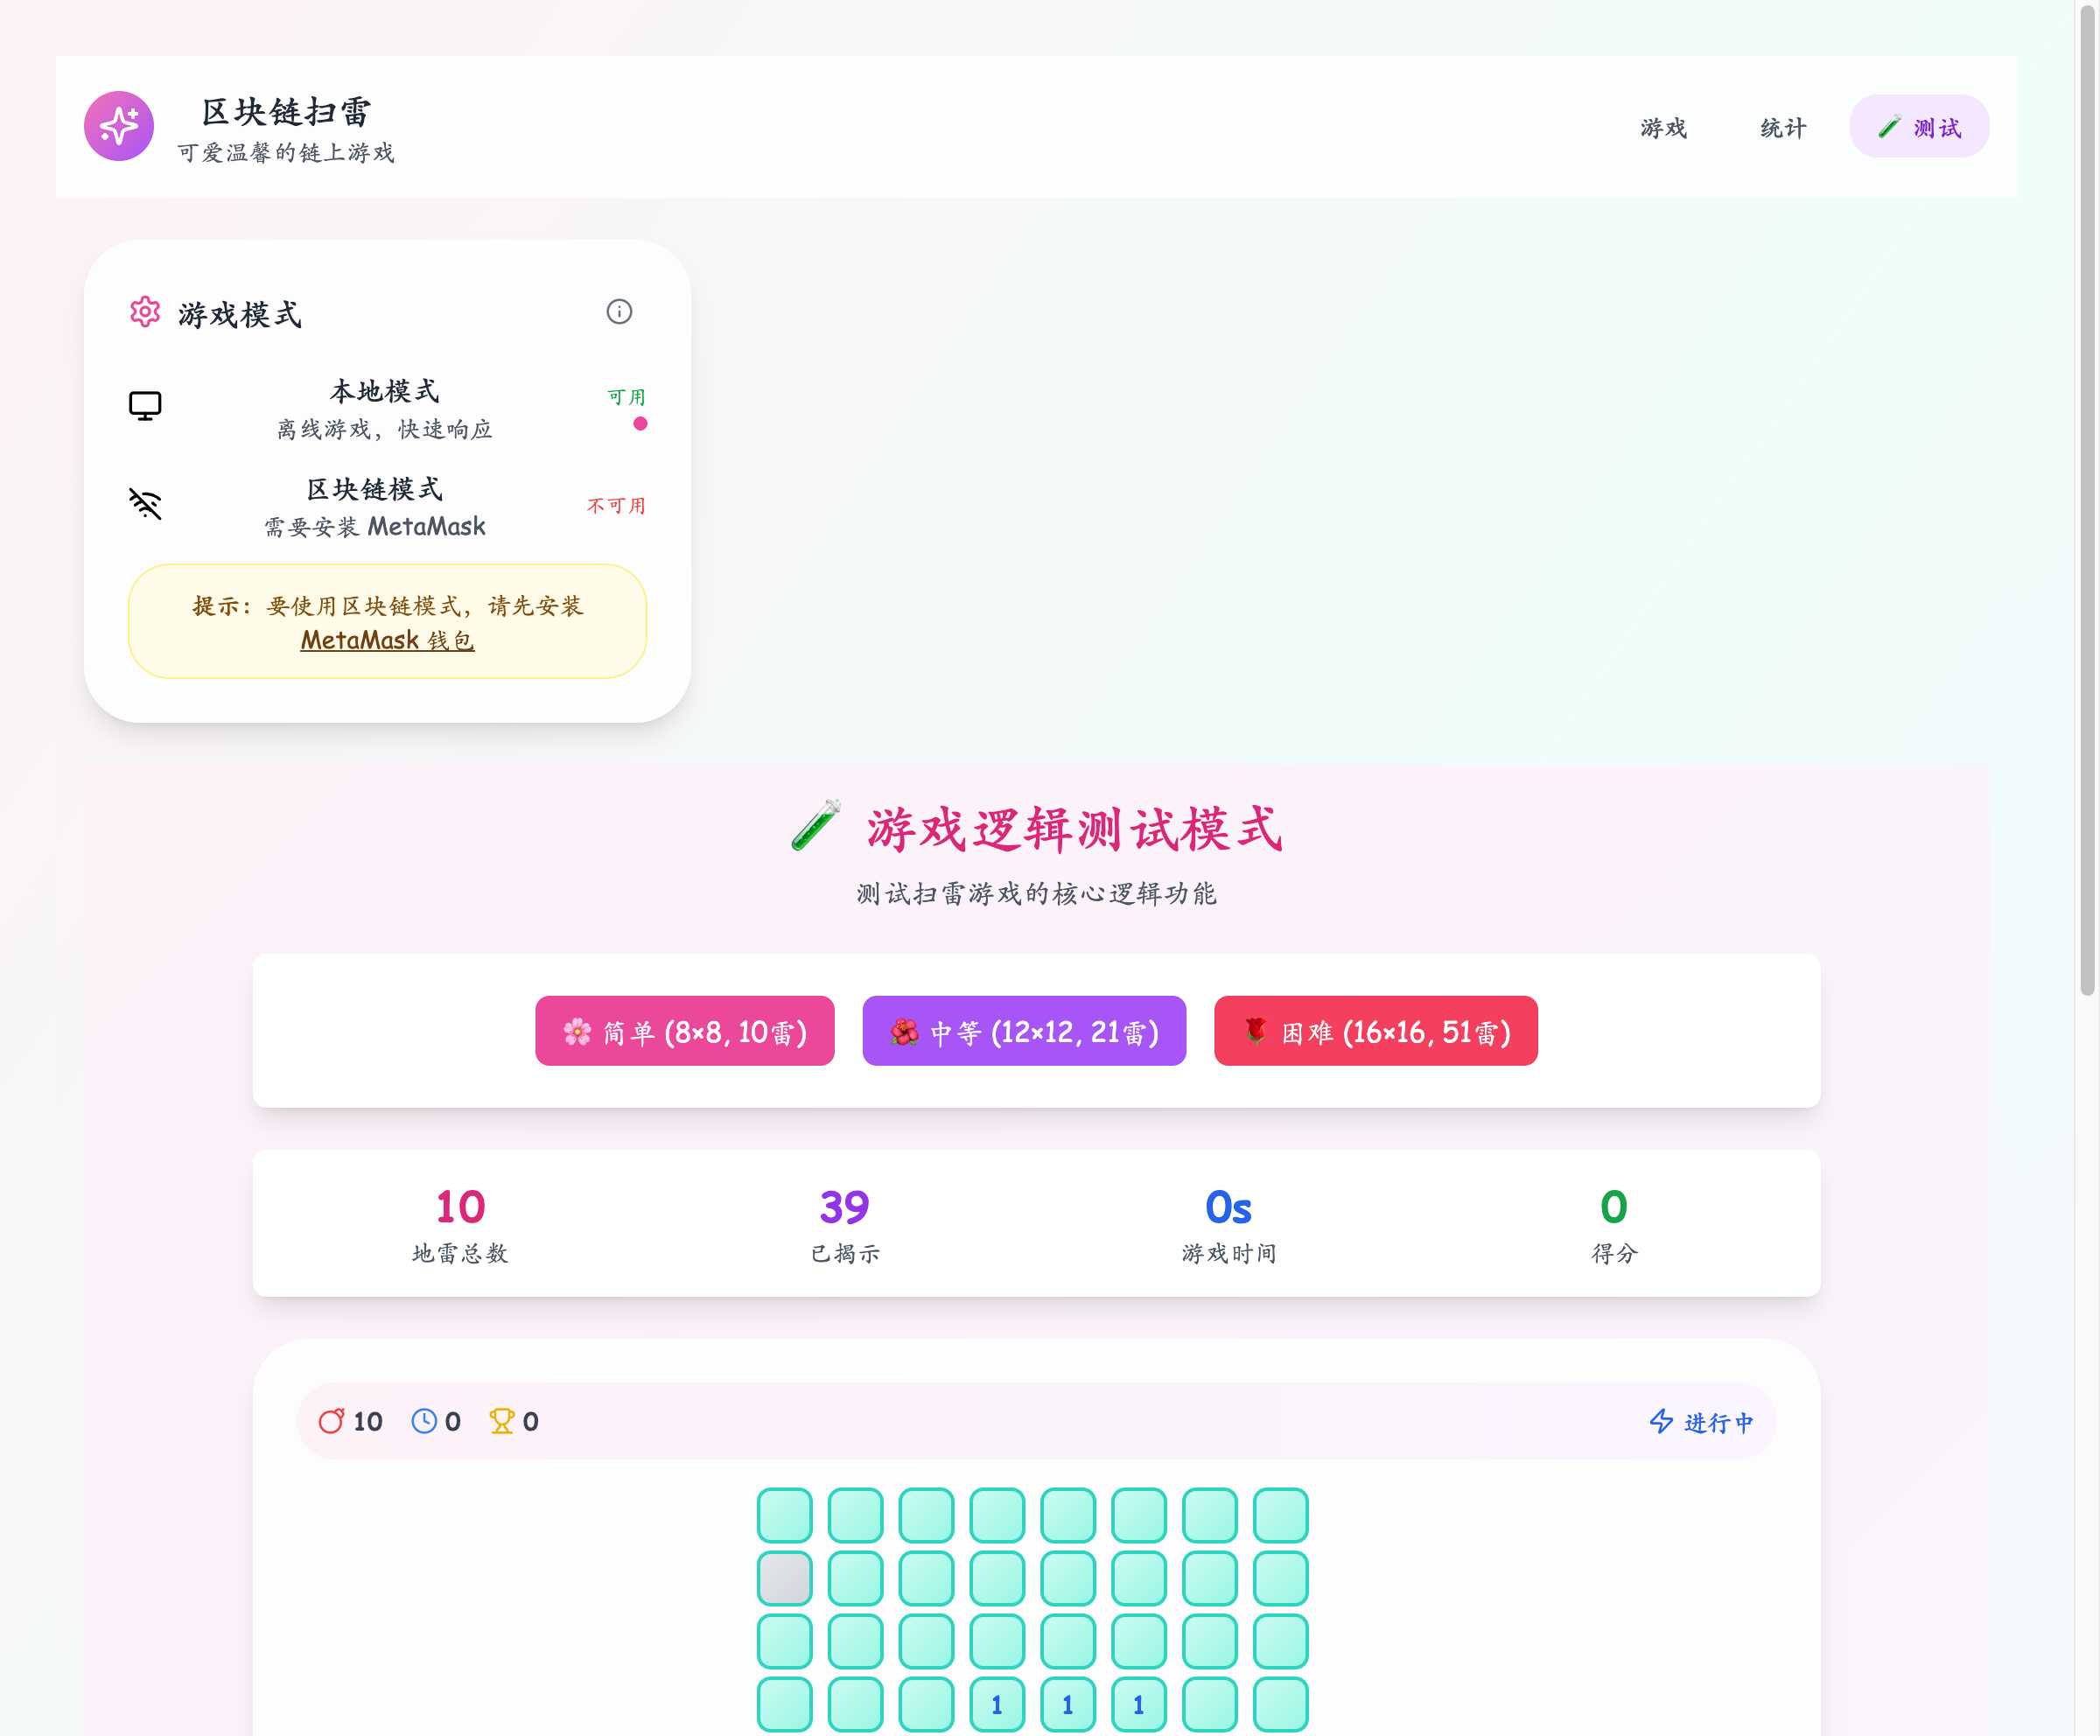 区块链扫雷
可爱温馨的链上游戏
游戏
统计
🧪 测试
游戏模式
本地模式
离线游戏，快速响应
可用
区块链模式
需要安装 MetaMask
不可用
提示：要使用区块链模式，请先安装
MetaMask 钱包
🧪 游戏逻辑测试模式
测试扫雷游戏的核心逻辑功能
🌸 简单 (8×8, 10雷)
🌺 中等 (12×12, 21雷)
🌹 困难 (16×16, 51雷)
10
地雷总数
39
已揭示
0s
游戏时间
0
得分
10
0
0
进行中
1 1 1